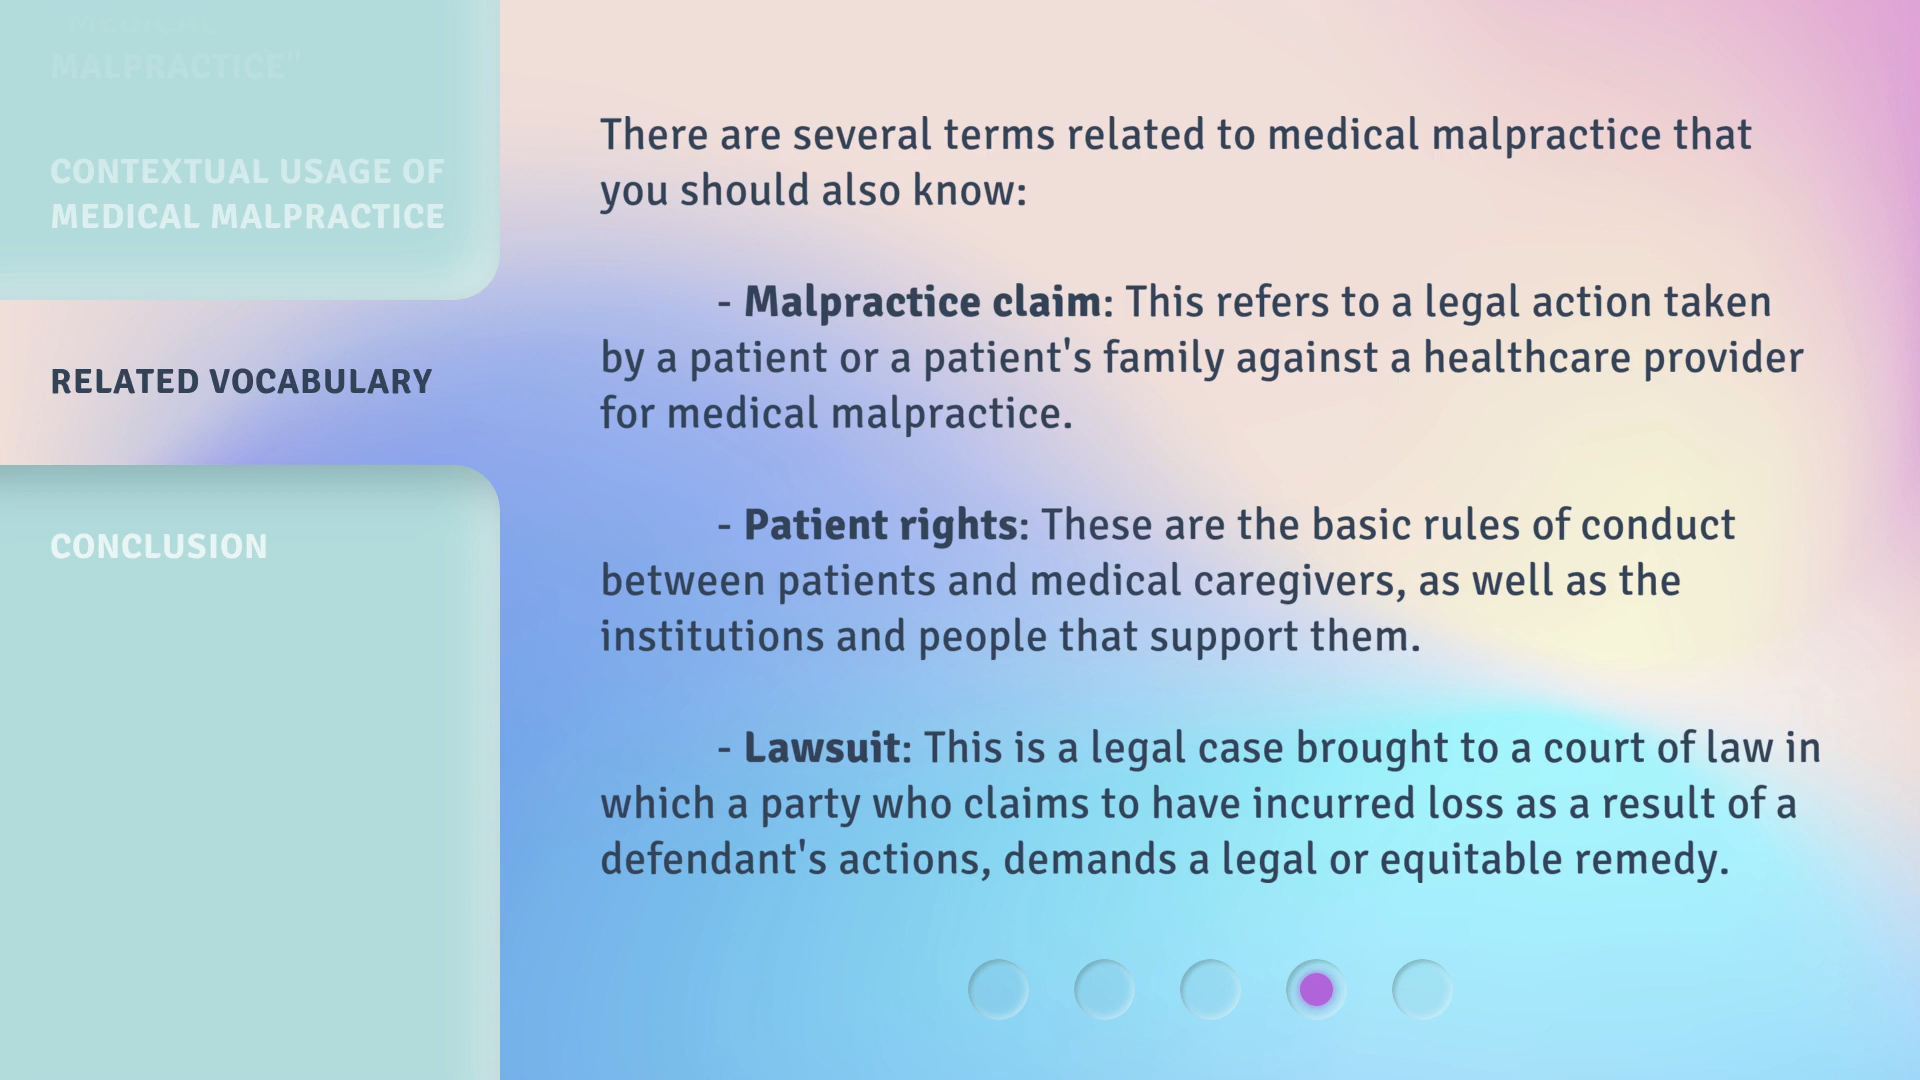 "MEDICAL
MALPRACTICE"
CONTEXTUAL USAGE OF
MEDICAL MALPRACTICE
RELATED VOCABULARY
CONCLUSION
There are several terms related to medical malpractice that
you should also know:
- Malpractice claim: This refers to a legal action taken
by a patient or a patient's family against a healthcare provider
for medical malpractice.
- Patient rights: These are the basic rules of conduct
between patients and medical caregivers, as well as the
institutions and people that support them.
- Lawsuit: This is a legal case brought to a court of law in
which a party who claims to have incurred loss as a result of a
defendant's actions, demands a legal or equitable remedy.